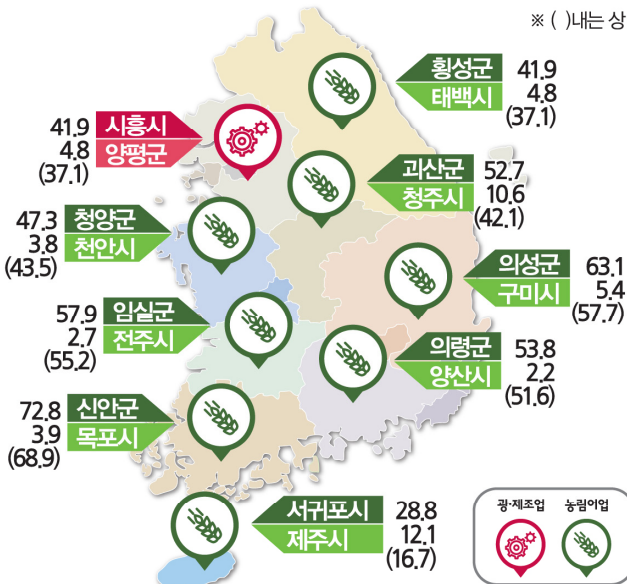 ※ ( )내는 상
횡성군 41.9
태백시 4.8
(37.1)
41.9 시흥시
4.8 양평군
(37.1)
괴산군 52.7
청주시 10.6
(42.1)
47.3 청양군
3.8 천안시
(43.5)
의성군 63.1
구미시 5.4
(57.7)
57.9 임실군
2.7 전주시
(55.2)
의령군 53.8
양산시 2.2
(51.6)
72.8 신안군
3.9 목포시
(68.9)
서귀포시 28.8
제주시 12.1
(16.7)
광·제조업 농림어업